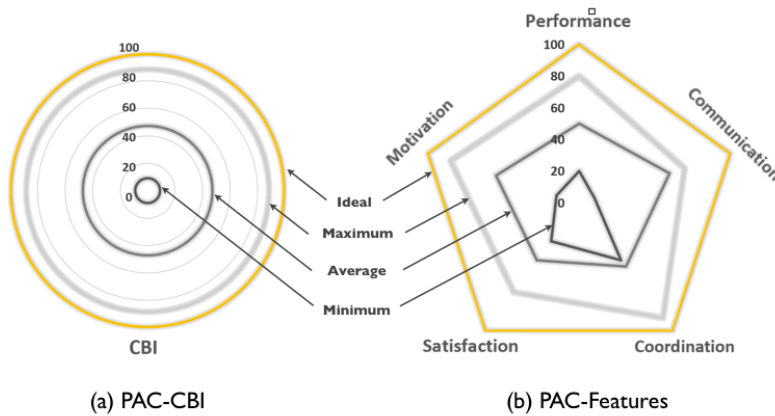 100
80
60
40
20
0
CBI
Ideal
Maximum
Average
Minimum
Performance
100
80
60
40
20
0
Motivation
Communication
Satisfaction
Coordination
(a) PAC-CBI
(b) PAC-Features